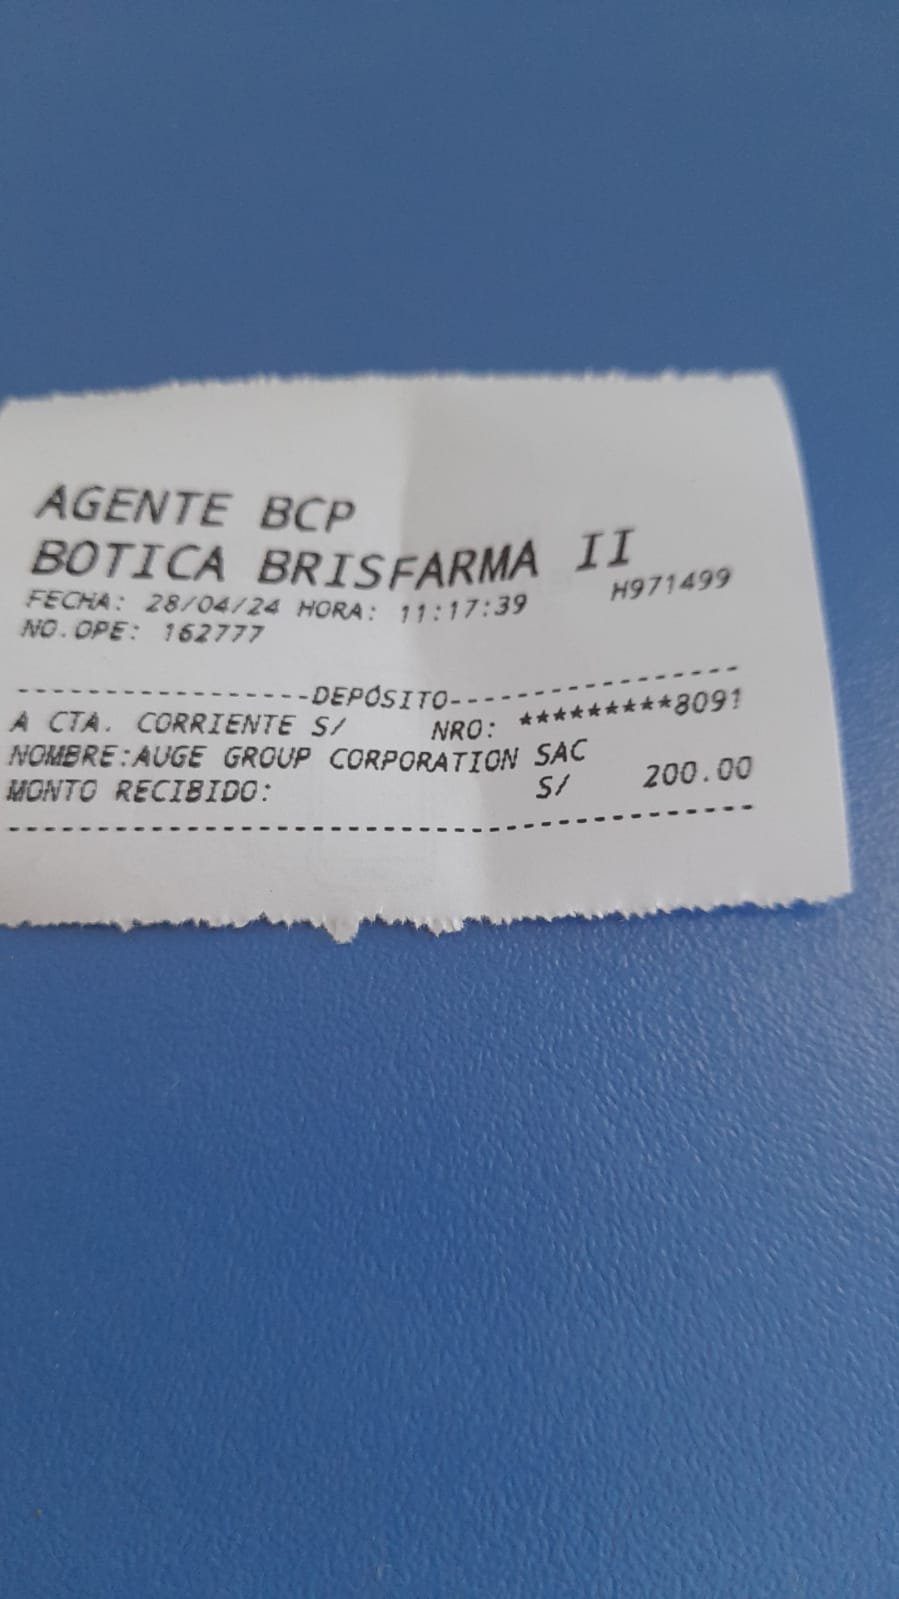 AGENTE BCP
BOTICA BRISFARMA II
FECHA: 28/04/24 HORA: 11:17:39 H971499
NO.OPE: 162777
------------------DEPÓSITO------------------
A CTA. CORRIENTE S/ NRO: *********8091
NOMBRE:AUGE GROUP CORPORATION SAC
MONTO RECIBIDO: S/ 200.00
--------------------------------------------